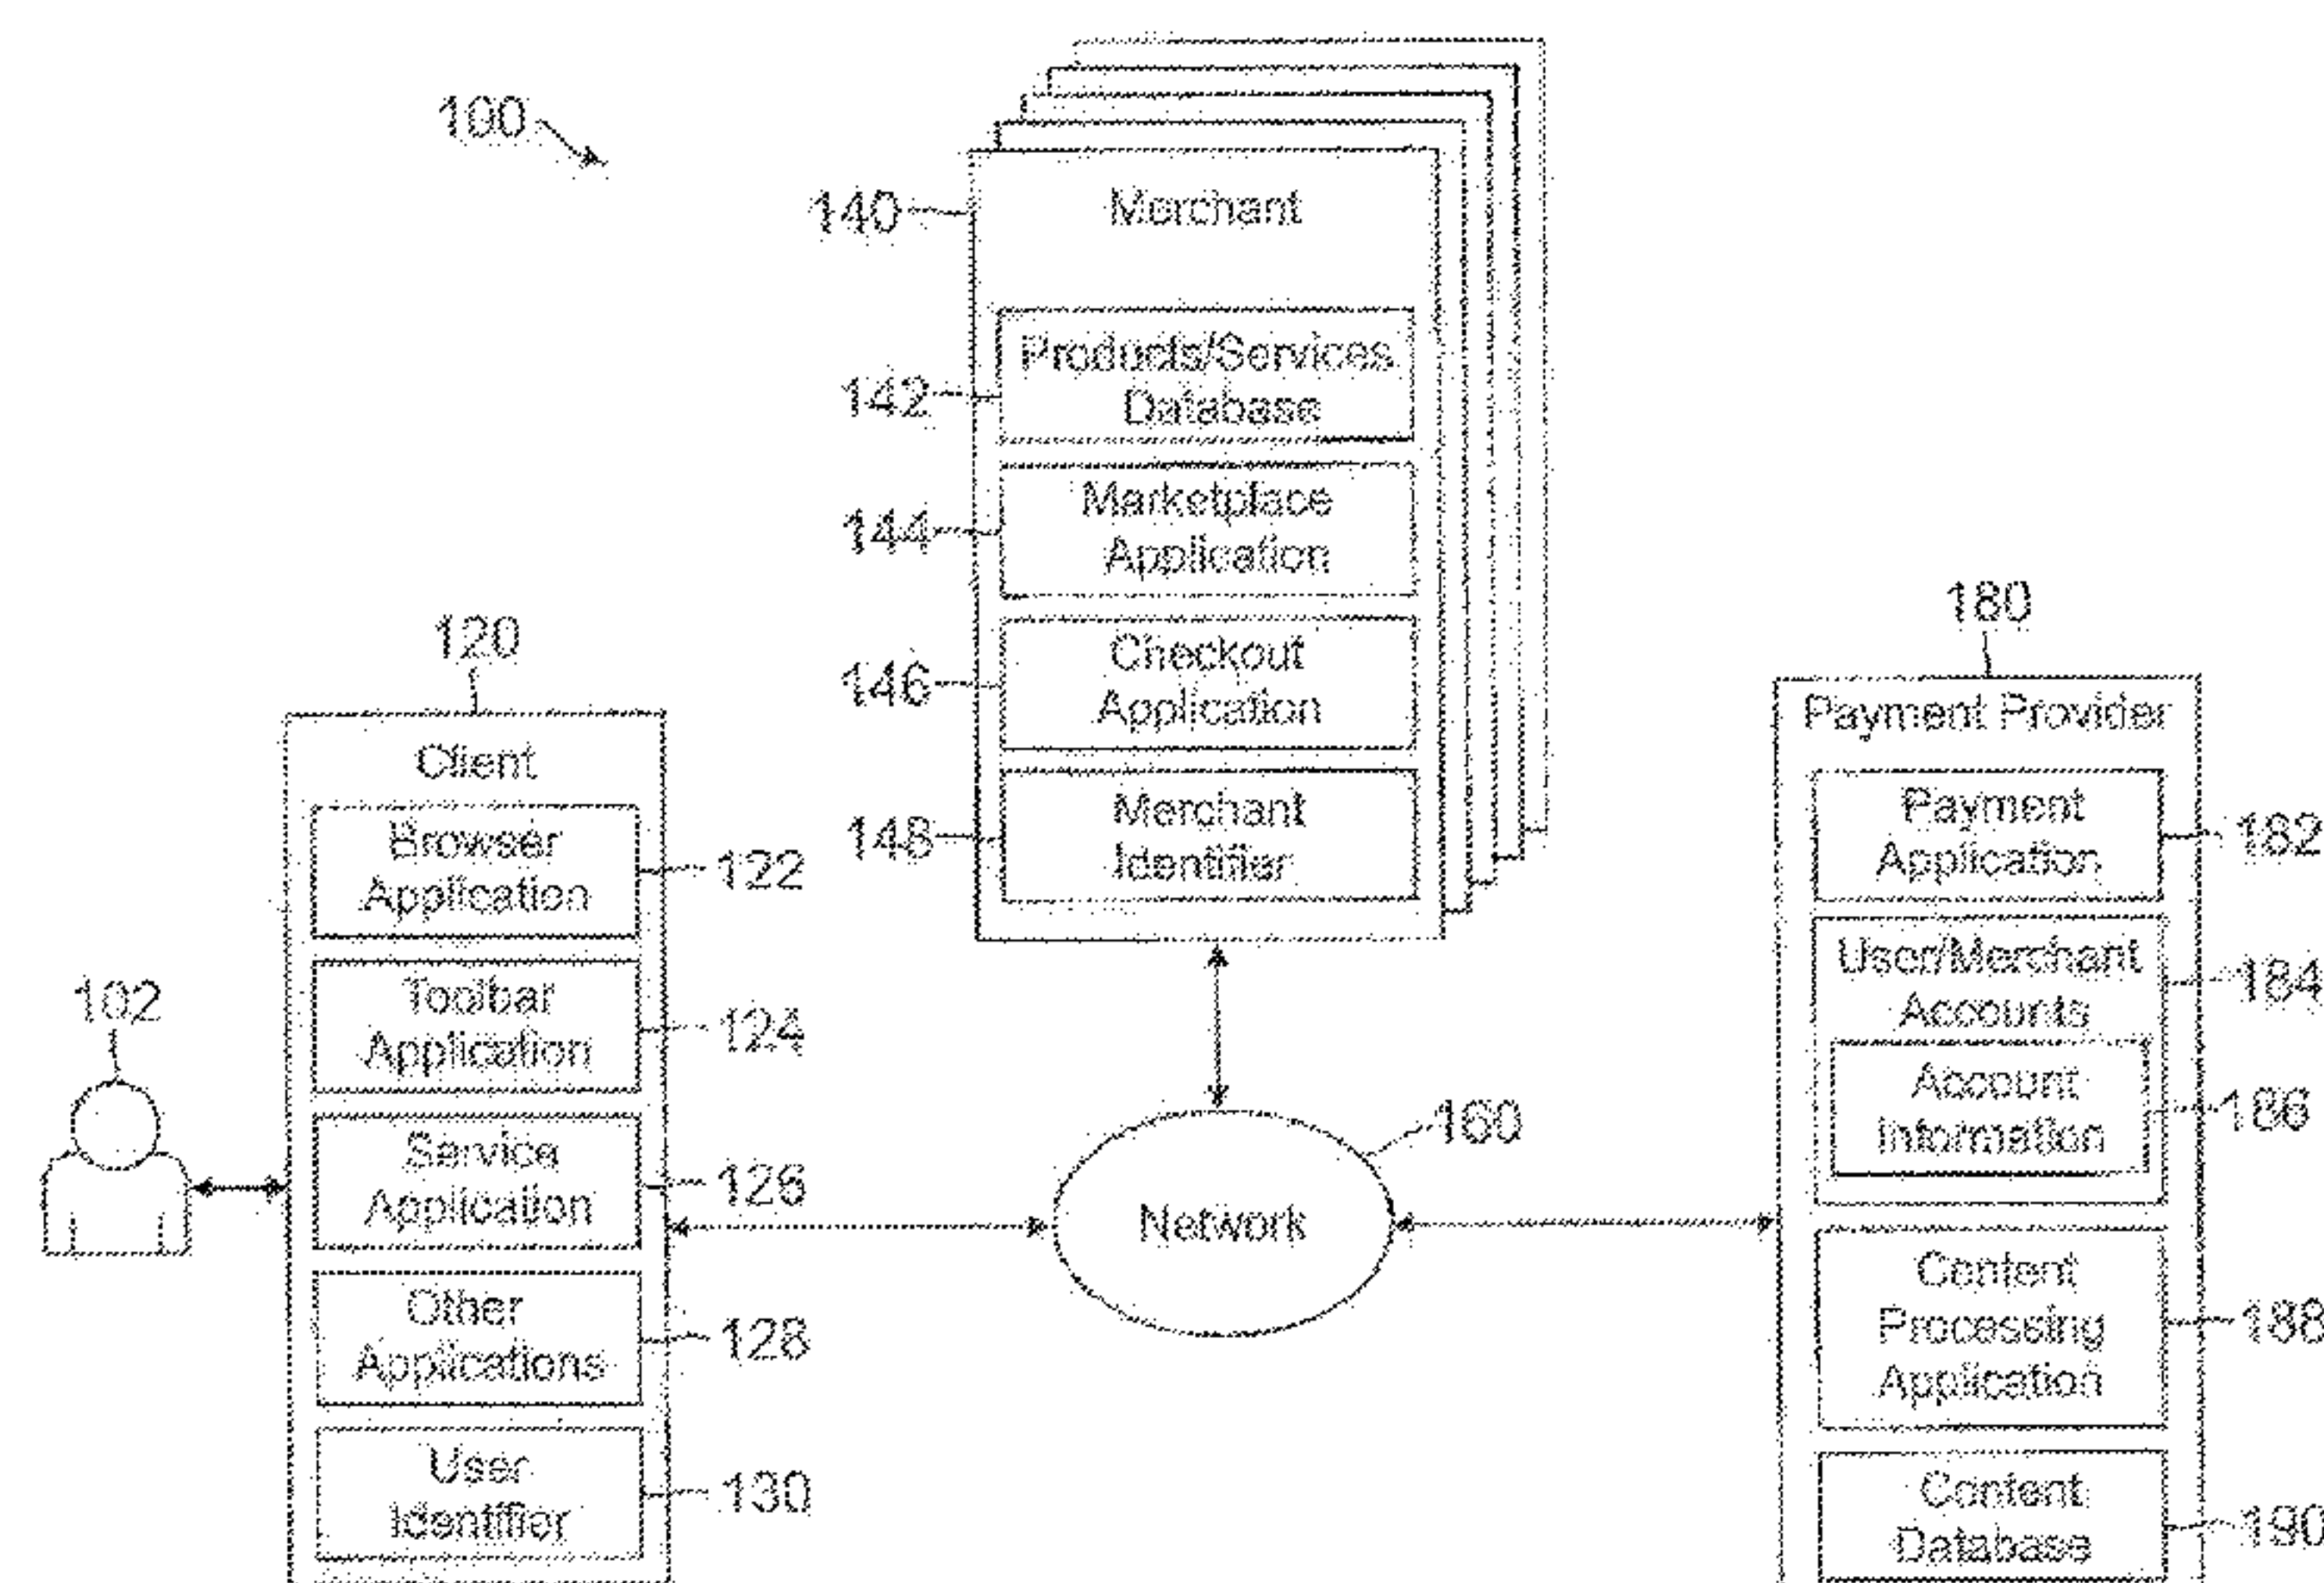 100
140
Merchant
142
Products/Services
Database
144
Marketplace
Application
146
Checkout
Application
148
Merchant
Identifier
120
Client
Browser
Application
122
Toolbar
Application
124
Service
Application
126
Other
Applications
128
User
Identifier
130
102
160
Network
180
Payment Provider
Payment
Application
182
User/Merchant
Accounts
184
Account
Information
186
Content
Processing
Application
188
Content
Database
190